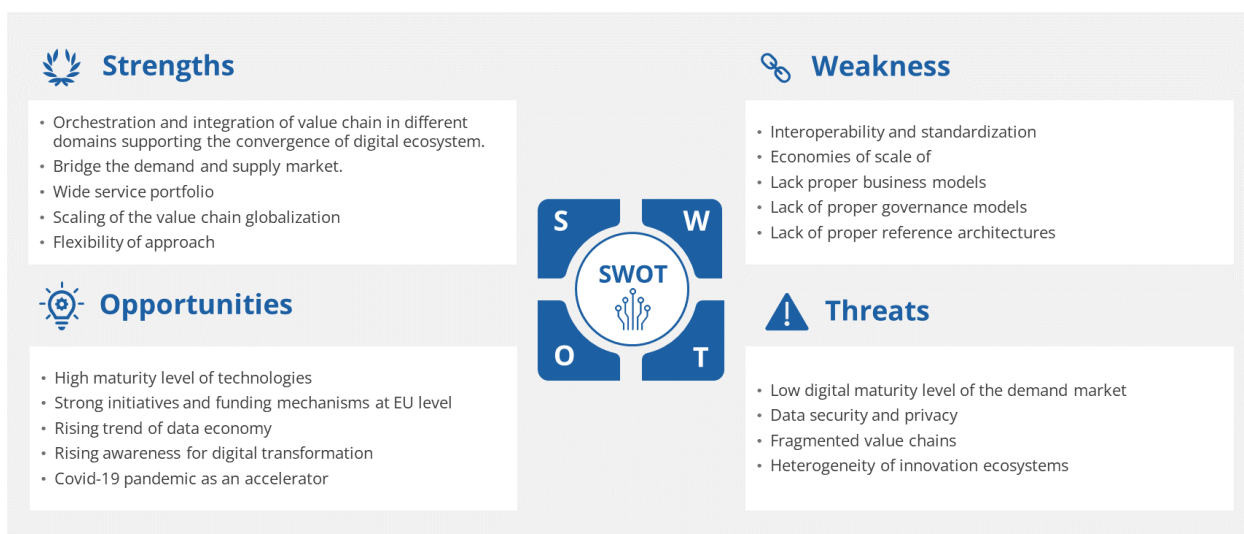 Strengths
• Orchestration and integration of value chain in different
domains supporting the convergence of digital ecosystem.
• Bridge the demand and supply market.
• Wide service portfolio
• Scaling of the value chain globalization
• Flexibility of approach
Weakness
• Interoperability and standardization
• Economies of scale of
• Lack proper business models
• Lack of proper governance models
• Lack of proper reference architectures
S
W
SWOT
O
T
Opportunities
• High maturity level of technologies
• Strong initiatives and funding mechanisms at EU level
• Rising trend of data economy
• Rising awareness for digital transformation
• Covid-19 pandemic as an accelerator
Threats
• Low digital maturity level of the demand market
• Data security and privacy
• Fragmented value chains
• Heterogeneity of innovation ecosystems